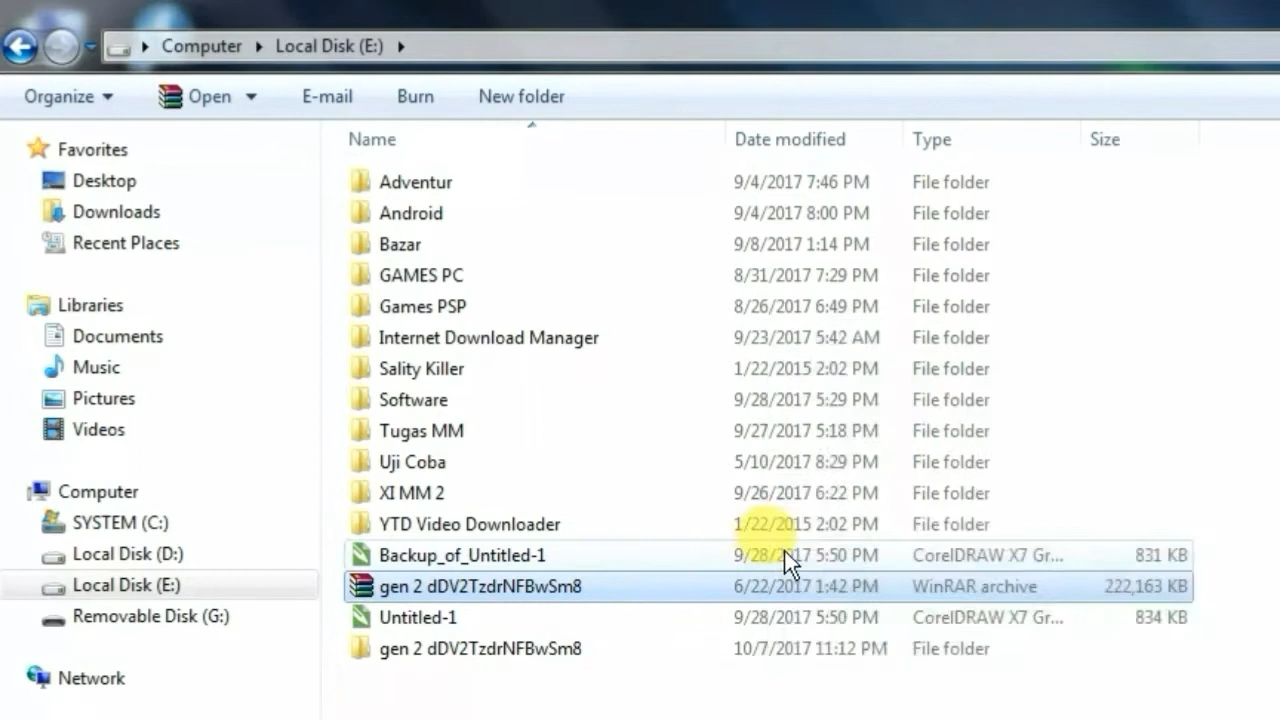 Computer Local Disk (E:)
Organize Open E-mail Burn New folder
Favorites
Desktop
Downloads
Recent Places
Libraries
Documents
Music
Pictures
Videos
Computer
SYSTEM (C:)
Local Disk (D:)
Local Disk (E:)
Removable Disk (G:)
Network
Name Date modified Type Size
Adventur 9/4/2017 7:46 PM File folder
Android 9/4/2017 8:00 PM File folder
Bazar 9/8/2017 1:14 PM File folder
GAMES PC 8/31/2017 7:29 PM File folder
Games PSP 8/26/2017 6:49 PM File folder
Internet Download Manager 9/23/2017 5:42 AM File folder
Sality Killer 1/22/2015 2:02 PM File folder
Software 9/28/2017 5:29 PM File folder
Tugas MM 9/27/2017 5:18 PM File folder
Uji Coba 5/10/2017 8:29 PM File folder
XI MM 2 9/26/2017 6:22 PM File folder
YTD Video Downloader 1/22/2015 2:02 PM File folder
Backup_of_Untitled-1 9/28/2017 5:50 PM CorelDRAW X7 Gr... 831 KB
gen 2 dDV2TzdrNFBwSm8 6/22/2017 1:42 PM WinRAR archive 222,163 KB
Untitled-1 9/28/2017 5:50 PM CorelDRAW X7 Gr... 834 KB
gen 2 dDV2TzdrNFBwSm8 10/7/2017 11:12 PM File folder